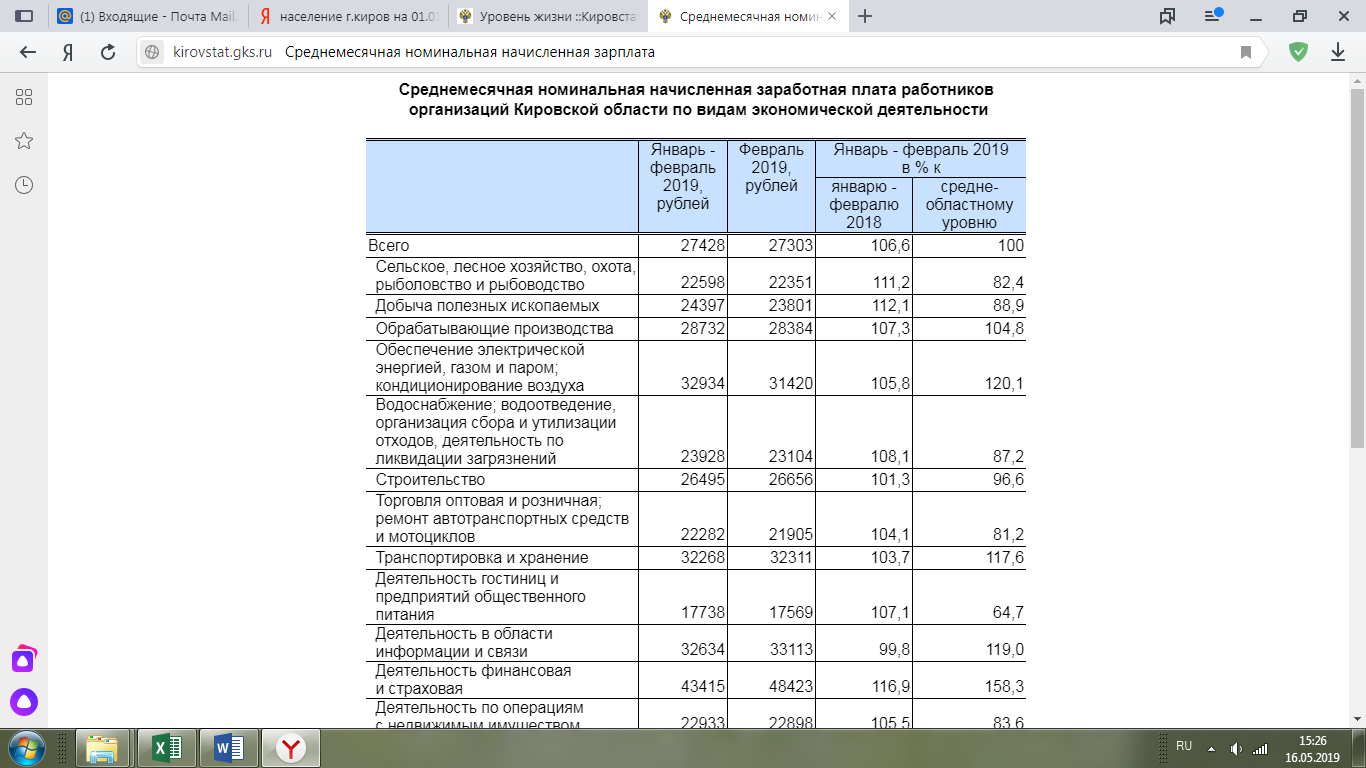 (1) Входящие - Почта Mail.
население г.киров на 01.0
Уровень жизни ::Кировста
Среднемесячная номин
kirovstat.gks.ru Среднемесячная номинальная начисленная зарплата
Среднемесячная номинальная начисленная заработная плата работников
организаций Кировской области по видам экономической деятельности
Январь -
февраль
2019,
рублей
Февраль
2019,
рублей
Январь - февраль 2019
в % к
январю -
февралю
2018
средне-
областному
уровню
Всего 27428 27303 106,6 100
Сельское, лесное хозяйство, охота,
рыболовство и рыбоводство 22598 22351 111,2 82,4
Добыча полезных ископаемых 24397 23801 112,1 88,9
Обрабатывающие производства 28732 28384 107,3 104,8
Обеспечение электрической
энергией, газом и паром;
кондиционирование воздуха 32934 31420 105,8 120,1
Водоснабжение; водоотведение,
организация сбора и утилизации
отходов, деятельность по
ликвидации загрязнений 23928 23104 108,1 87,2
Строительство 26495 26656 101,3 96,6
Торговля оптовая и розничная;
ремонт автотранспортных средств
и мотоциклов 22282 21905 104,1 81,2
Транспортировка и хранение 32268 32311 103,7 117,6
Деятельность гостиниц и
предприятий общественного
питания 17738 17569 107,1 64,7
Деятельность в области
информации и связи 32634 33113 99,8 119,0
Деятельность финансовая
и страховая 43415 48423 116,9 158,3
Деятельность по операциям
с недвижимым имуществом 22933 22898 105,5 83,6
RU
15:26
16.05.2019